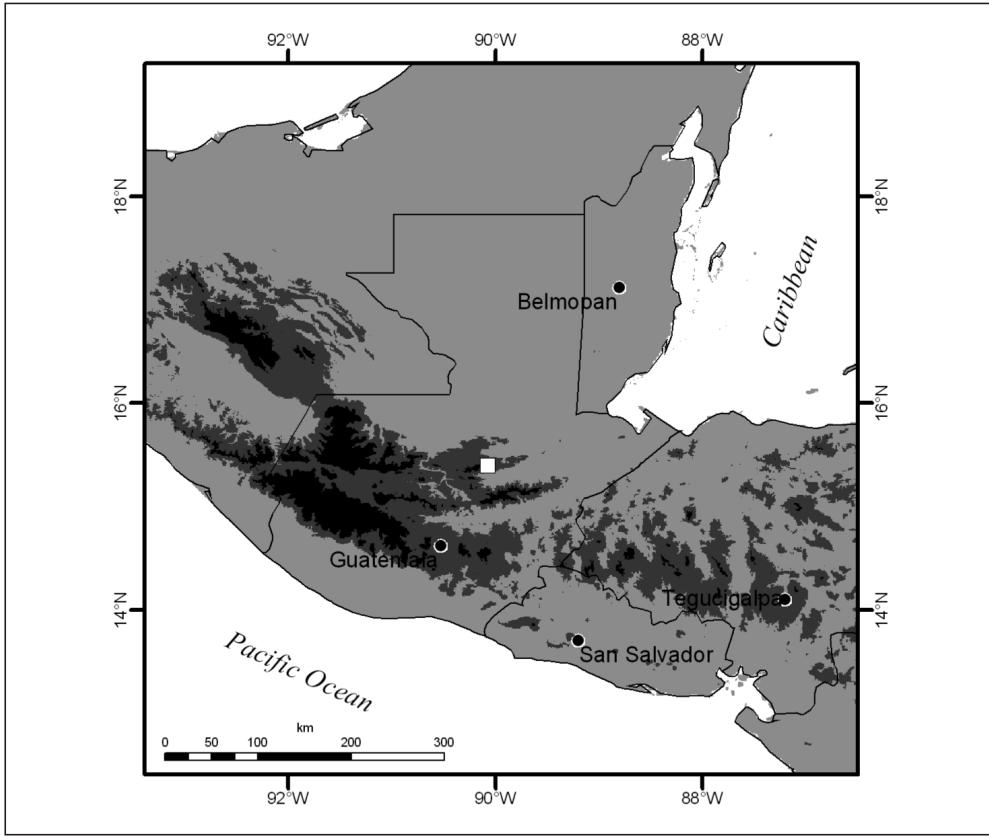 92°W 90°W 88°W
18°N 18°N
Belmopan
Caribbean
16°N 16°N
Guatemala
Tegucigalpa
14°N 14°N
San Salvador
Pacific Ocean
km
0 50 100 200 300
92°W 90°W 88°W